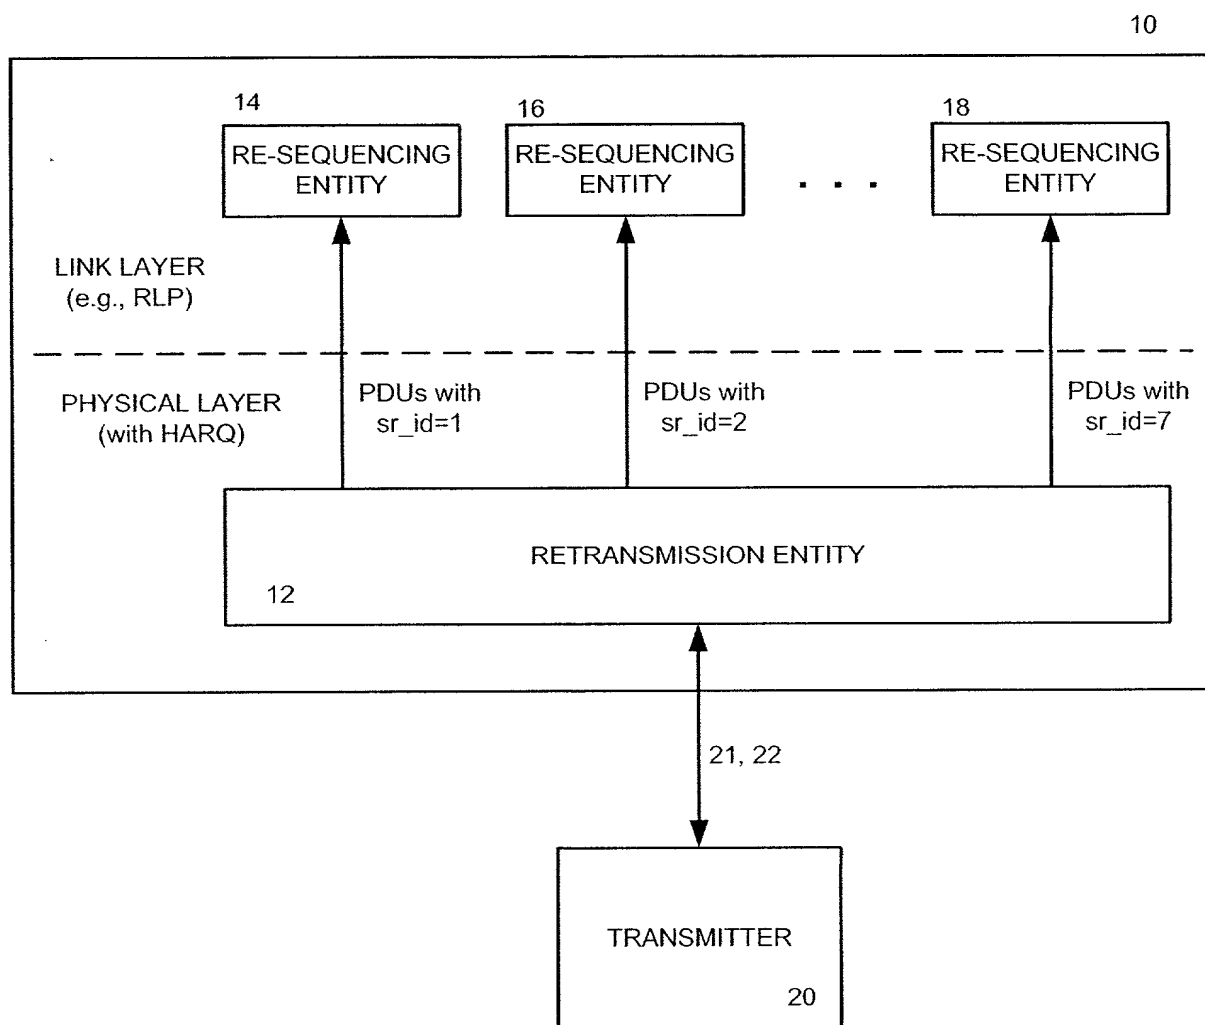 10
14
16
18
RE-SEQUENCING
ENTITY
RE-SEQUENCING
ENTITY
. . .
RE-SEQUENCING
ENTITY
LINK LAYER
(e.g., RLP)
PHYSICAL LAYER
(with HARQ)
PDUs with
sr_id=1
PDUs with
sr_id=2
PDUs with
sr_id=7
RETRANSMISSION ENTITY
12
21, 22
TRANSMITTER
20